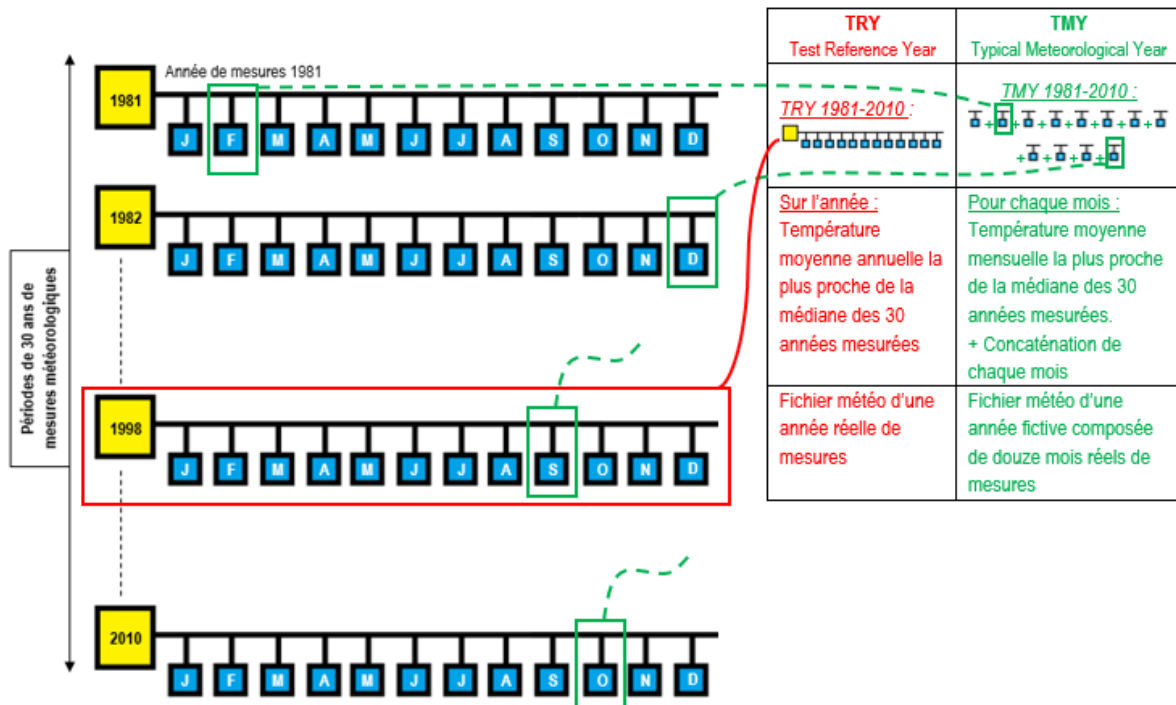 Périodes de 30 ans de
mesures météorologiques
Année de mesures 1981
1981
J F M A M J J A S O N D
1982
J F M A M J J A S O N D
1998
J F M A M J J A S O N D
2010
J F M A M J J A S O N D
TRY
Test Reference Year
TMY
Typical Meteorological Year
TRY 1981-2010 :
TMY 1981-2010 :
+ + + + + + +
+ + + +
Sur l'année :
Température
moyenne annuelle la
plus proche de la
médiane des 30
années mesurées
Pour chaque mois :
Température moyenne
mensuelle la plus proche
de la médiane des 30
années mesurées.
+ Concaténation de
chaque mois
Fichier météo d'une
année réelle de
mesures
Fichier météo d'une
année fictive composée
de douze mois réels de
mesures